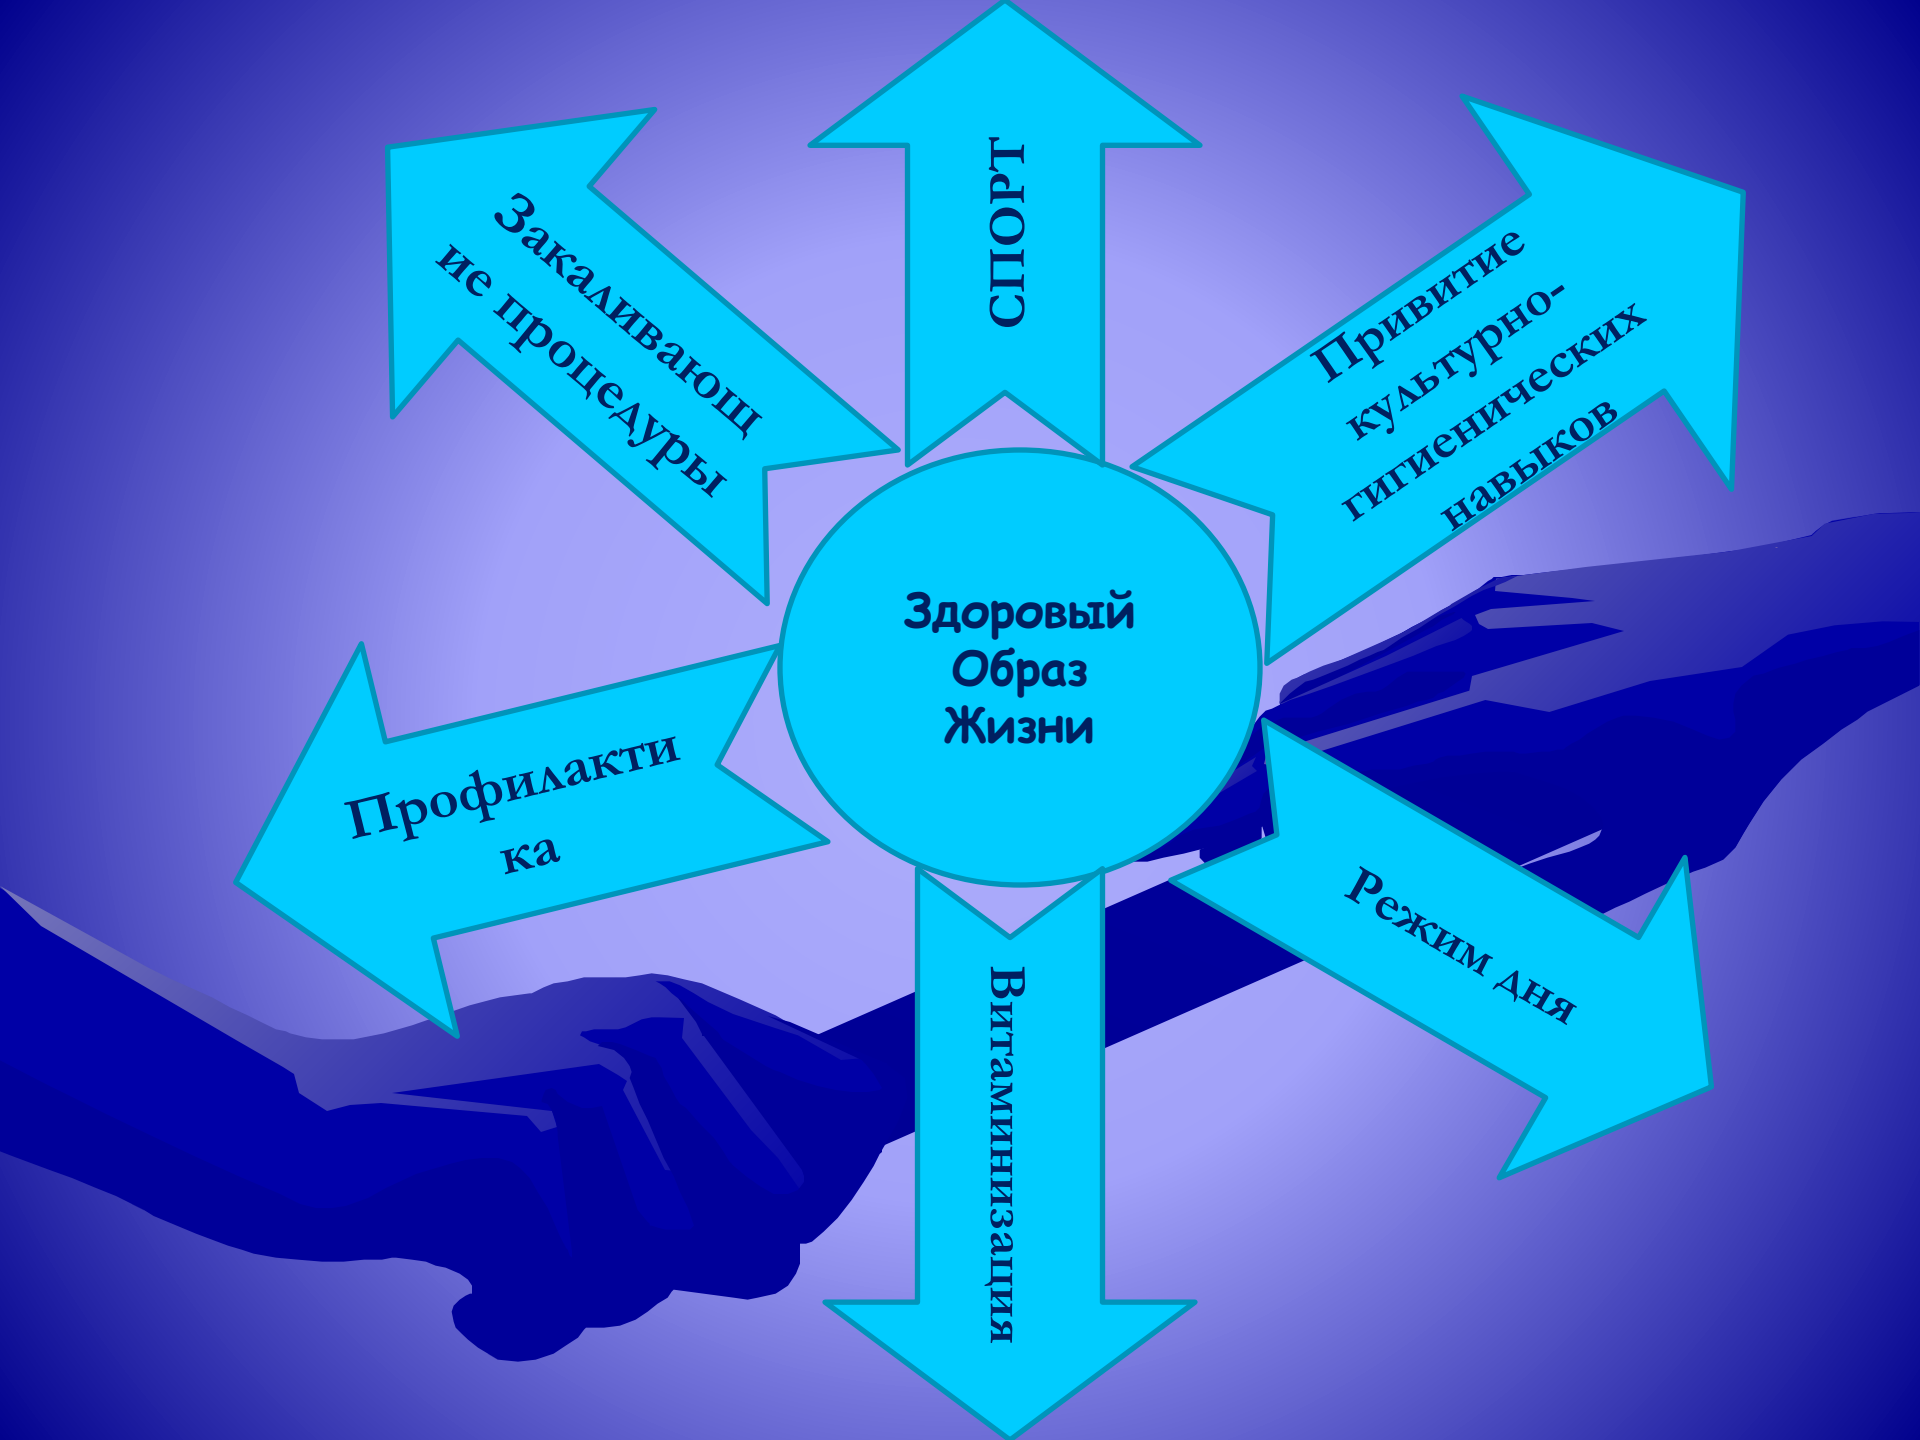 СПОРТ
Закаливающ
ие процедуры
Привитие
культурно-
гигиенических
навыков
Здоровый
Образ
Жизни
Профилакти
ка
Режим дня
Витаминизация